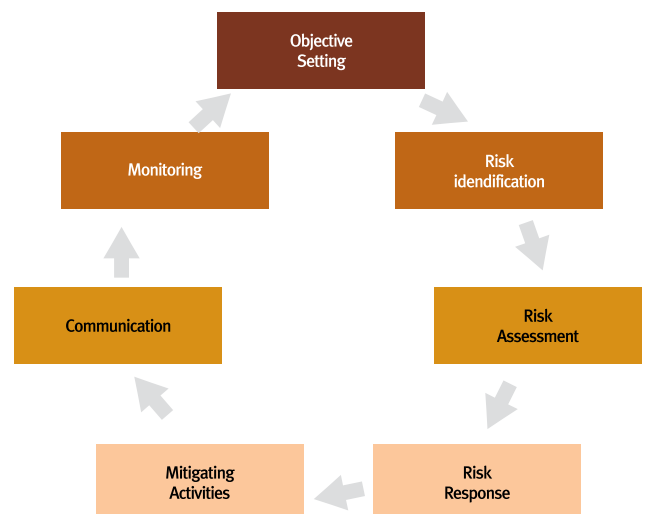 Objective
Setting
Risk
idendification
Risk
Assessment
Risk
Response
Mitigating
Activities
Communication
Monitoring